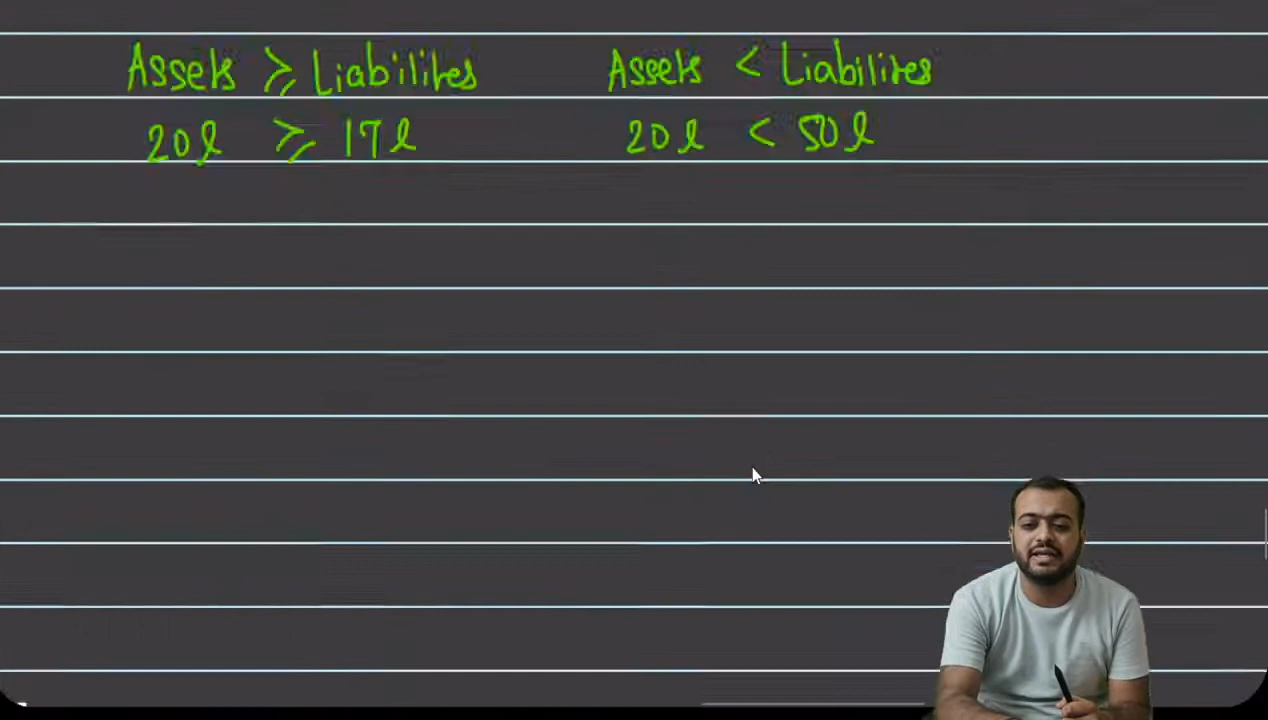 Assets ≥ Liabilites Assets < Liabilites
20l ≥ 17l 20l < 50l